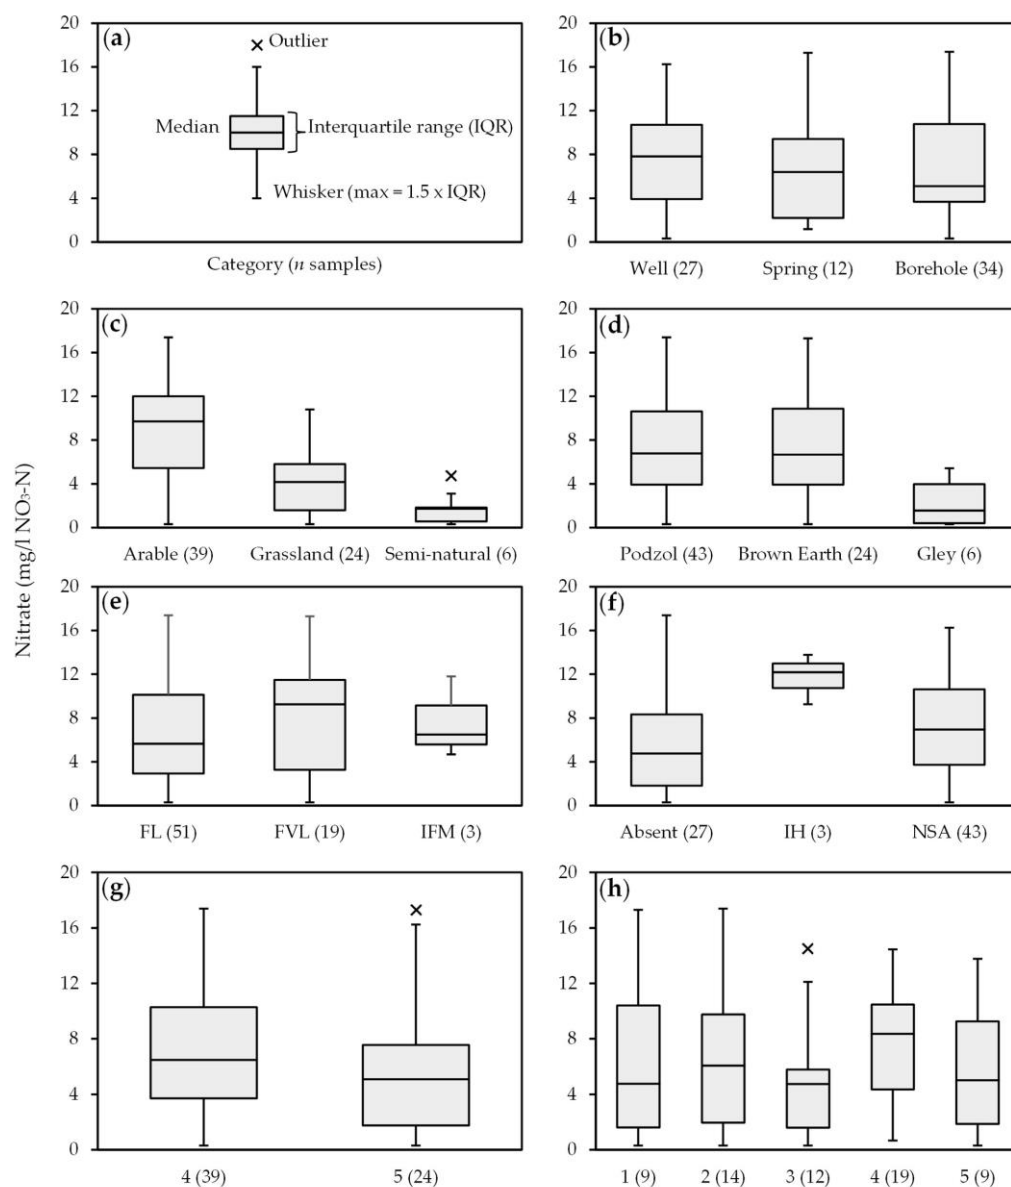 Nitrate (mg/l NO₃-N)
(a)
20
16
12
8
4
0
× Outlier
Median
Interquartile range (IQR)
Whisker (max = 1.5 x IQR)
Category (n samples)
(b)
20
16
12
8
4
0
Well (27) Spring (12) Borehole (34)
(c)
20
16
12
8
4
0
Arable (39) Grassland (24) Semi-natural (6)
(d)
20
16
12
8
4
0
Podzol (43) Brown Earth (24) Gley (6)
(e)
20
16
12
8
4
0
FL (51) FVL (19) IFM (3)
(f)
20
16
12
8
4
0
Absent (27) IH (3) NSA (43)
(g)
20
16
12
8
4
0
4 (39) 5 (24)
(h)
20
16
12
8
4
0
1 (9) 2 (14) 3 (12) 4 (19) 5 (9)